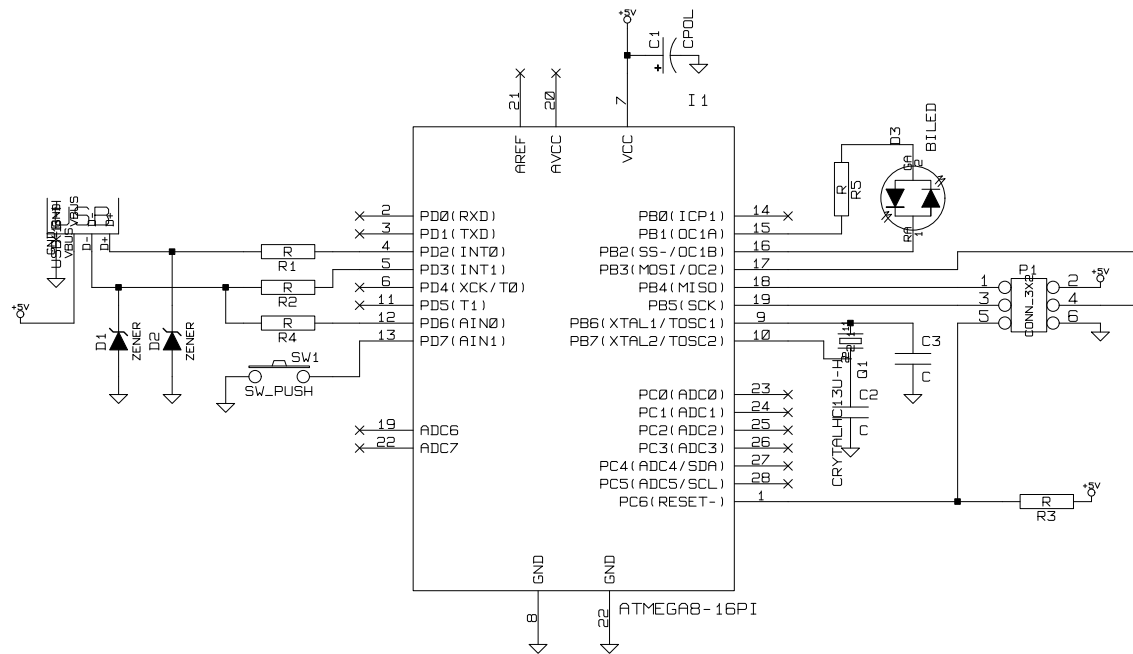 +5V
C1
CPOL
I1
21
20
7
AREF
AVCC
VCC
D3
BILED
GA
2
R
R5
RA
1
VBUS
D-
D+
VBUS
D-
D+
2
PD0(RXD)
3
PD1(TXD)
4
PD2(INT0)
5
PD3(INT1)
6
PD4(XCK/T0)
11
PD5(T1)
12
PD6(AIN0)
13
PD7(AIN1)
19
ADC6
22
ADC7
R
R1
R
R2
R
R4
+5V
D1
ZENER
D2
ZENER
SW1
SW_PUSH
PB0(ICP1)
14
PB1(OC1A)
15
PB2(SS-/OC1B)
16
PB3(MOSI/OC2)
17
PB4(MISO)
18
PB5(SCK)
19
PB6(XTAL1/TOSC1)
9
PB7(XTAL2/TOSC2)
10
PC0(ADC0)
23
PC1(ADC1)
24
PC2(ADC2)
25
PC3(ADC3)
26
PC4(ADC4/SDA)
27
PC5(ADC5/SCL)
28
PC6(RESET-)
1
P1
1
2
+5V
3
4
5
6
CONN_3X2
C3
C
Q1
CRYTALHC13U-H
C2
C
+5V
R
R3
GND
GND
8
22
ATMEGA8-16PI